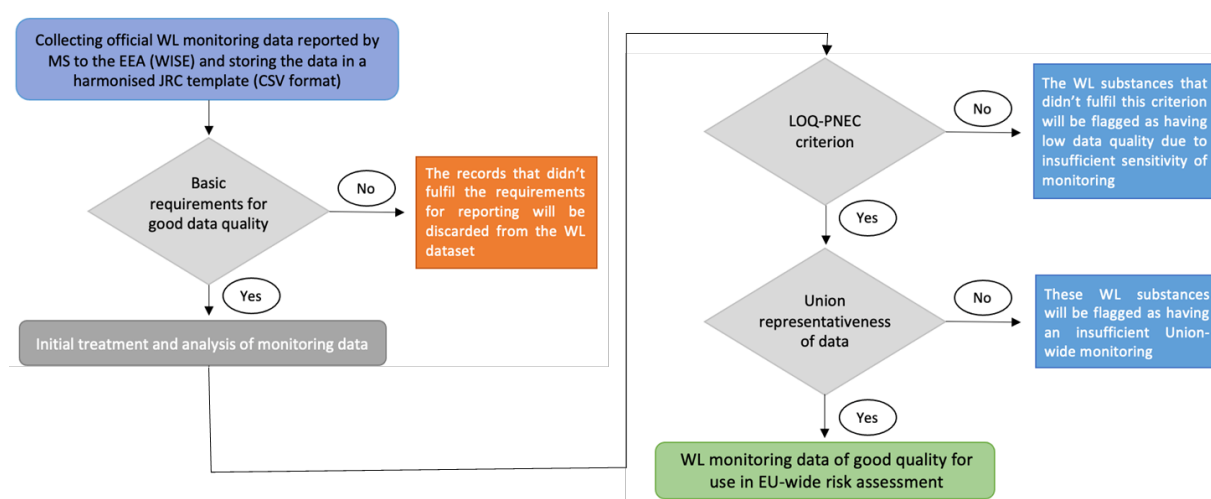 Collecting official WL monitoring data reported by
MS to the EEA (WISE) and storing the data in a
harmonised JRC template (CSV format)
Basic
requirements for
good data quality
No
The records that didn't
fulfil the requirements
for reporting will be
discarded from the WL
dataset
Yes
Initial treatment and analysis of monitoring data
LOQ-PNEC
criterion
No
The WL substances that
didn't fulfil this criterion
will be flagged as having
low data quality due to
insufficient sensitivity of
monitoring
Yes
Union
representativeness
of data
No
These WL substances
will be flagged as having
an insufficient Union-
wide monitoring
Yes
WL monitoring data of good quality for
use in EU-wide risk assessment